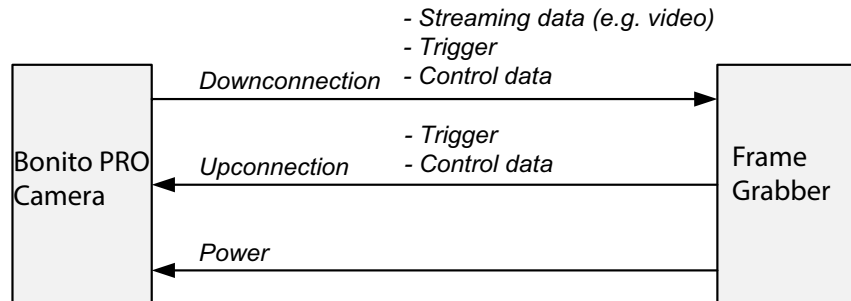 - Streaming data (e.g. video)
- Trigger
- Control data
Downconnection
- Trigger
- Control data
Bonito PRO
Camera
Upconnection
Frame
Grabber
Power